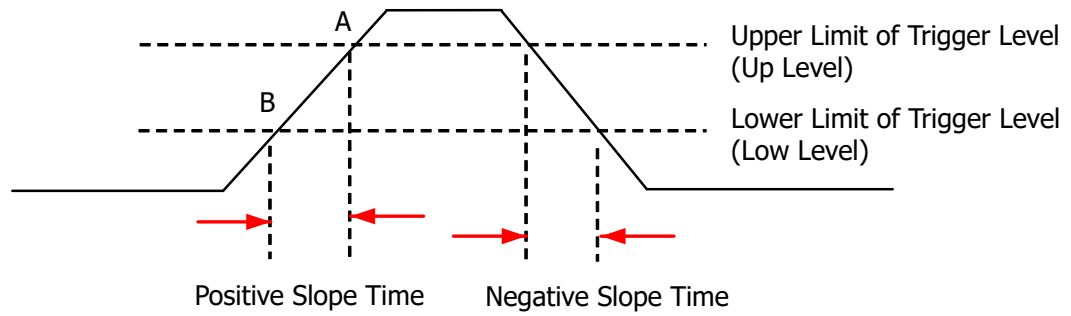 A
Upper Limit of Trigger Level
(Up Level)
B
Lower Limit of Trigger Level
(Low Level)
Positive Slope Time
Negative Slope Time